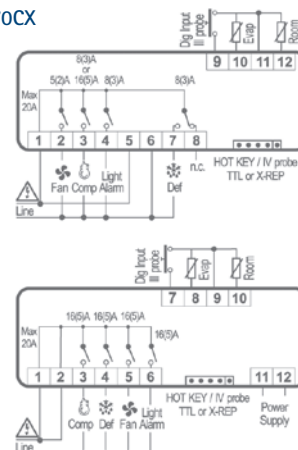 70CX
Dig Input
III probe
Evap
Room
9 10 11 12
8(3)A
or
5(2)A 16(5)A 8(3)A 8(3)A
Max
20A
1 2 3 4 5 6 7 8
Light n.c.
Fan Comp Alarm Def
HOT KEY / IV probe
TTL or X-REP
Line
Dig Input
III probe
Evap
Room
7 8 9 10
16(5)A 16(5)A 16(5)A
16(5)A
Max
20A
1 2 3 4 5 6 11 12
HOT KEY / IV probe
TTL or X-REP
Power
Supply
Light
Comp Def Fan Alarm
Line